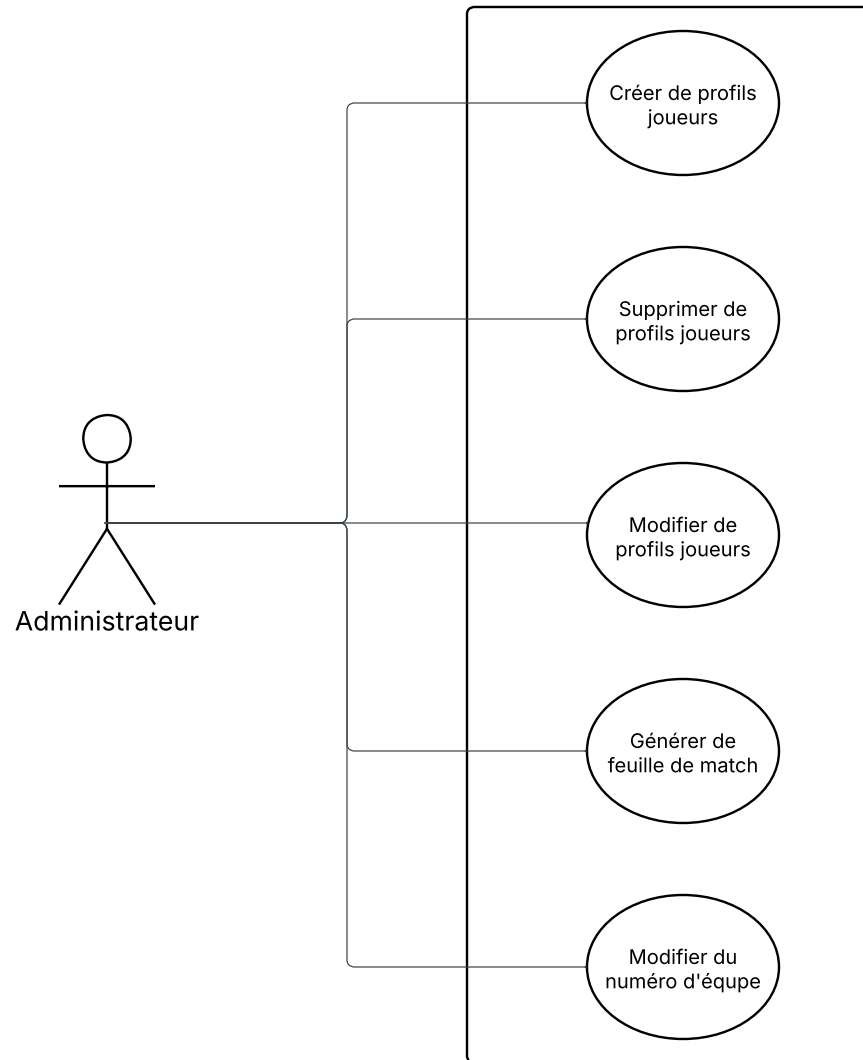 Créer de profils
joueurs
Supprimer de
profils joueurs
Modifier de
profils joueurs
Administrateur
Générer de
feuille de match
Modifier du
numéro d'équpe